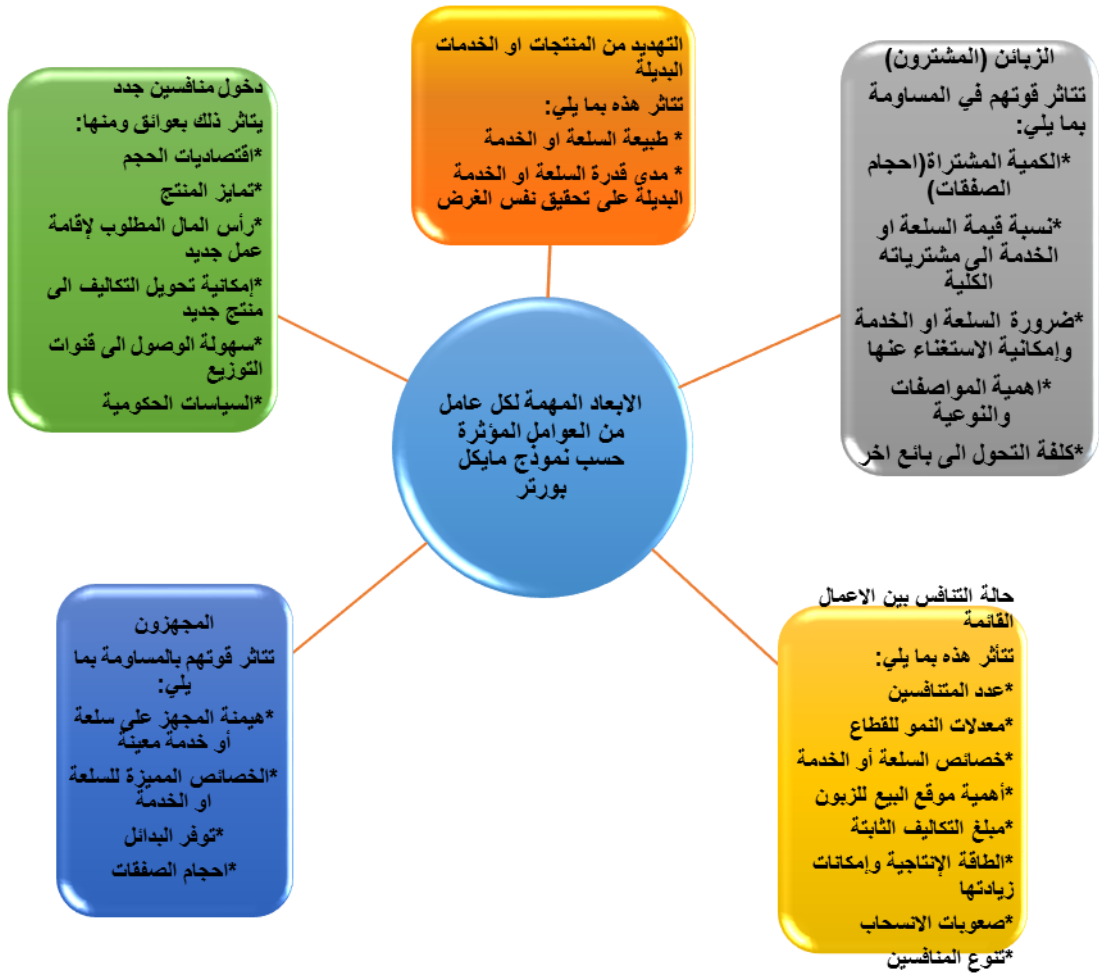 التهديد من المنتجات او الخدمات
البديلة
تتاثر هذه بما يلي:
* طبيعة السلعة او الخدمة
* مدى قدرة السلعة او الخدمة
البديلة على تحقيق نفس الغرض
الزبائن (المشترون)
تتاثر قوتهم في المساومة
بما يلي:
*الكمية المشتراة(احجام
الصفقات)
*نسبة قيمة السلعة او
الخدمة الى مشترياته
الكلية
*ضرورة السلعة او الخدمة
وإمكانية الاستغناء عنها
*اهمية المواصفات
والنوعية
*كلفة التحول الى بائع اخر
حالة التنافس بين الاعمال
القائمة
تتأثر هذه بما يلي:
*عدد المتنافسين
*معدلات النمو للقطاع
*خصائص السلعة أو الخدمة
*أهمية موقع البيع للزبون
*مبلغ التكاليف الثابتة
*الطاقة الإنتاجية وإمكانات
زيادتها
*صعوبات الانسحاب
*تنوع المنافسين
المجهزون
تتاثر قوتهم بالمساومة بما
يلي:
*هيمنة المجهز على سلعة
أو خدمة معينة
*الخصائص المميزة للسلعة
او الخدمة
*توفر البدائل
*احجام الصفقات
دخول منافسين جدد
يتاثر ذلك بعوائق ومنها:
*اقتصاديات الحجم
*تمايز المنتج
*رأس المال المطلوب لإقامة
عمل جديد
*إمكانية تحويل التكاليف الى
منتج جديد
*سهولة الوصول الى قنوات
التوزيع
*السياسات الحكومية
الابعاد المهمة لكل عامل
من العوامل المؤثرة
حسب نموذج مايكل
بورتر